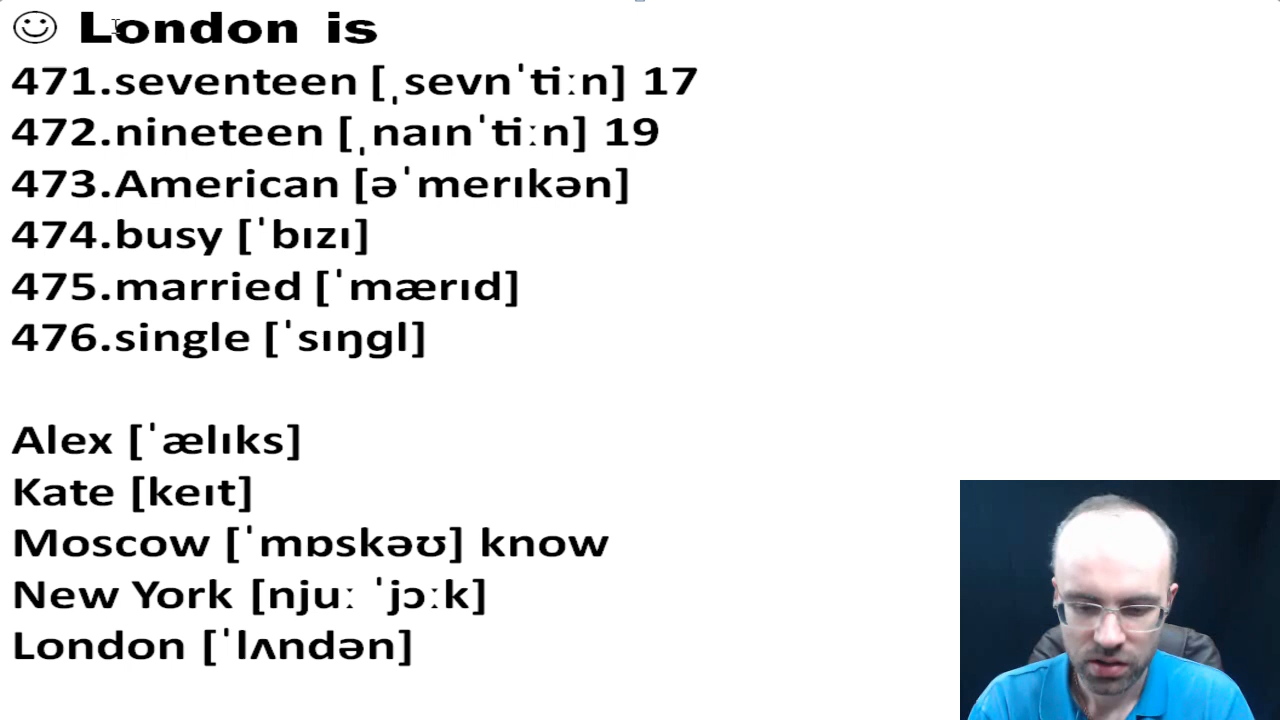 ☺ London is
471.seventeen [ˌsevnˈtiːn] 17
472.nineteen [ˌnaɪnˈtiːn] 19
473.American [əˈmerɪkən]
474.busy [ˈbɪzɪ]
475.married [ˈmærɪd]
476.single [ˈsɪŋgl]
Alex [ˈælɪks]
Kate [keɪt]
Moscow [ˈmɒskəʊ] know
New York [njuː ˈjɔːk]
London [ˈlʌndən]